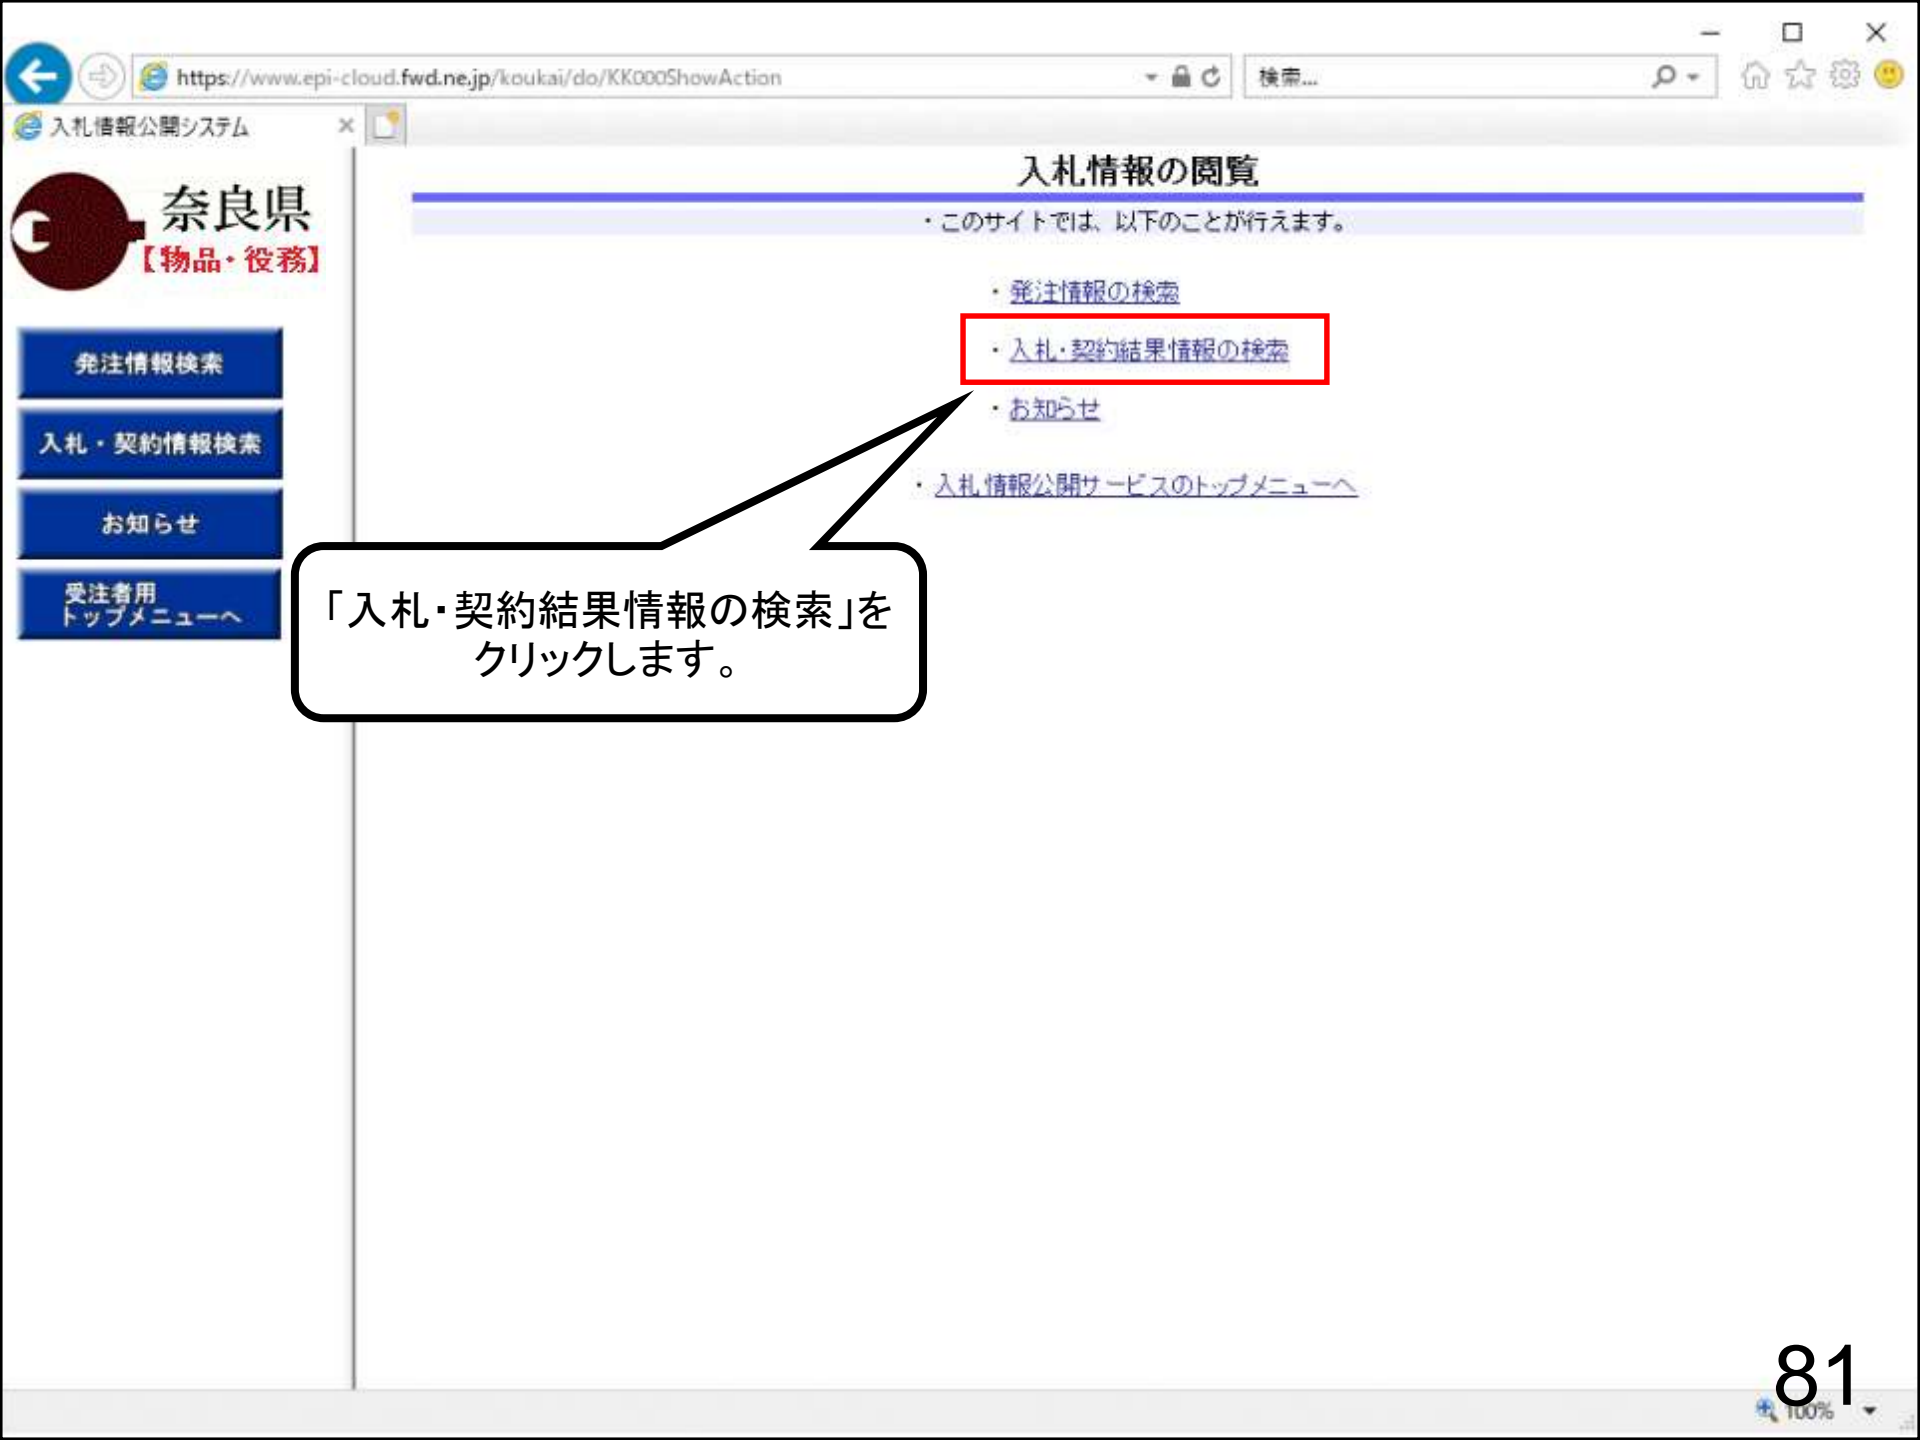 https://www.epi-cloud.fwd.ne.jp/koukai/do/KK000ShowAction
検索...
入札情報公開システム
奈良県
【物品・役務】
発注情報検索
入札・契約情報検索
お知らせ
受注者用
トップメニューへ
入札情報の閲覧
・このサイトでは、以下のことが行えます。
・発注情報の検索
・入札・契約結果情報の検索
・お知らせ
・入札情報公開サービスのトップメニューへ
「入札・契約結果情報の検索」を
クリックします。
81
100%